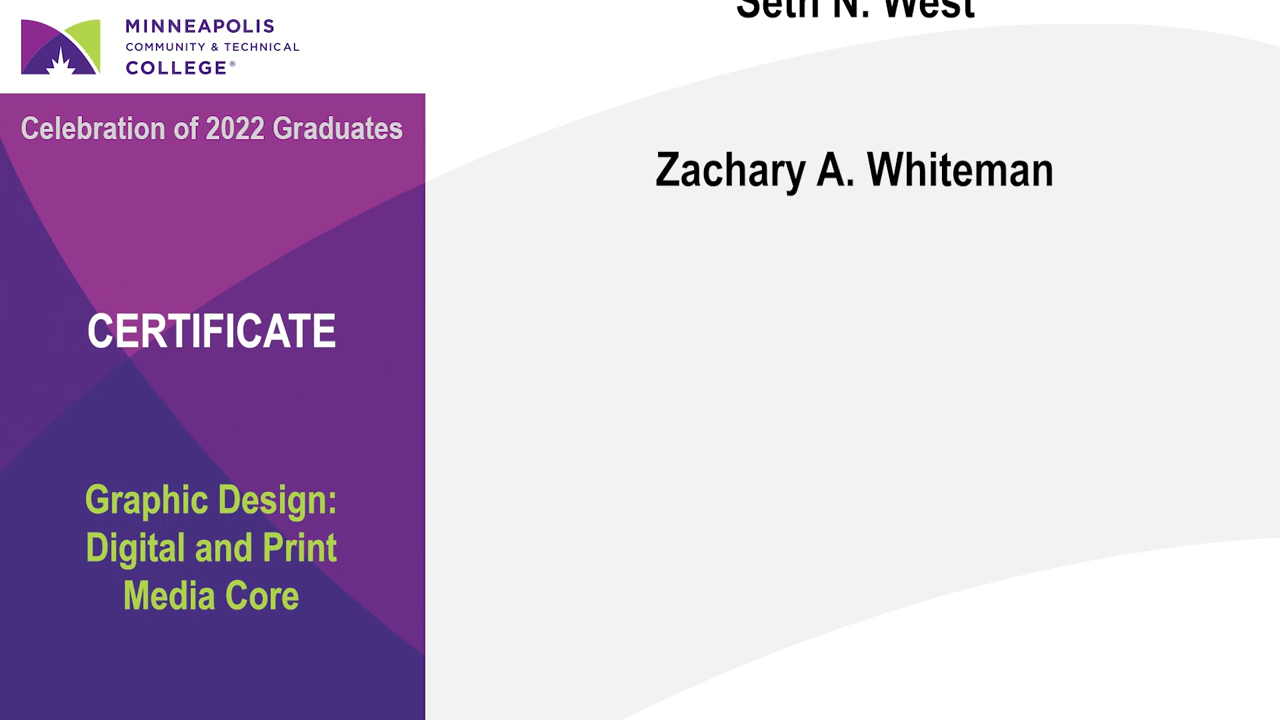 MINNEAPOLIS
COMMUNITY & TECHNICAL
COLLEGE®
Celebration of 2022 Graduates
CERTIFICATE
Graphic Design:
Digital and Print
Media Core
Seth N. West
Zachary A. Whiteman